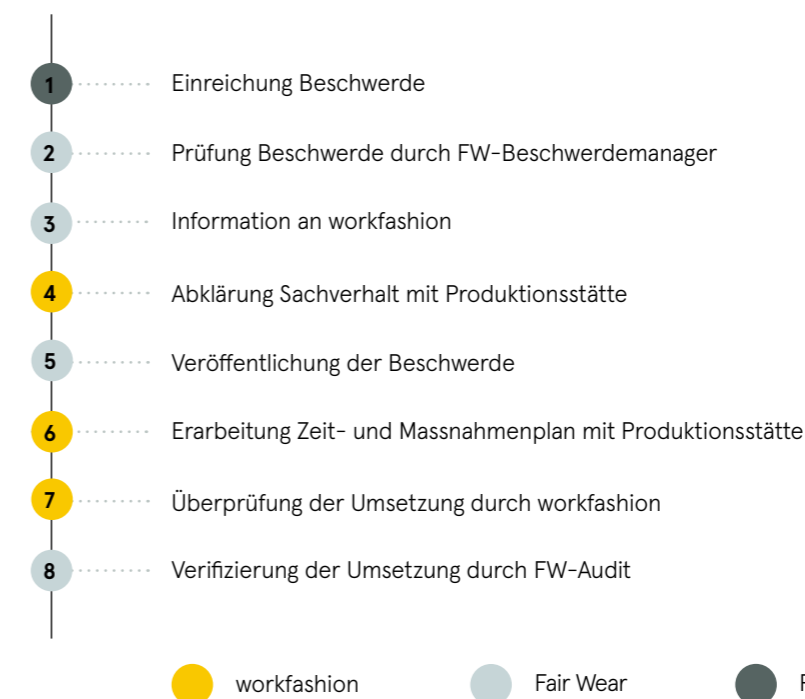 1 Einreichung Beschwerde
2 Prüfung Beschwerde durch FW-Beschwerdemanager
3 Information an workfashion
4 Abklärung Sachverhalt mit Produktionsstätte
5 Veröffentlichung der Beschwerde
6 Erarbeitung Zeit- und Massnahmenplan mit Produktionsstätte
7 Überprüfung der Umsetzung durch workfashion
8 Verifizierung der Umsetzung durch FW-Audit
workfashion Fair Wear